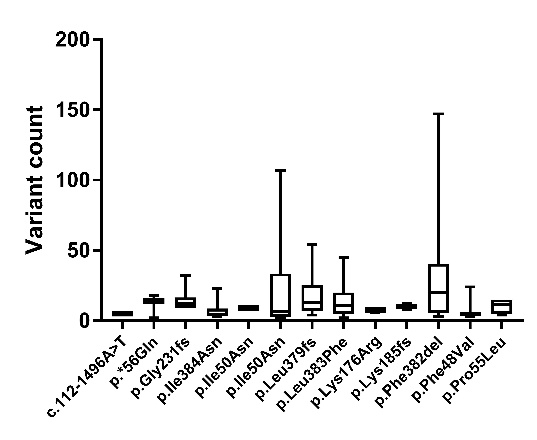 200
150
100
50
0
Variant count
c.112-1496A>T
p.*56Gln
p.Gly231fs
p.Ile384Asn
p.Ile50Asn
p.Ile50Asn
p.Leu379fs
p.Leu383Phe
p.Lys176Arg
p.Lys185fs
p.Phe382del
p.Phe48Val
p.Pro55Leu